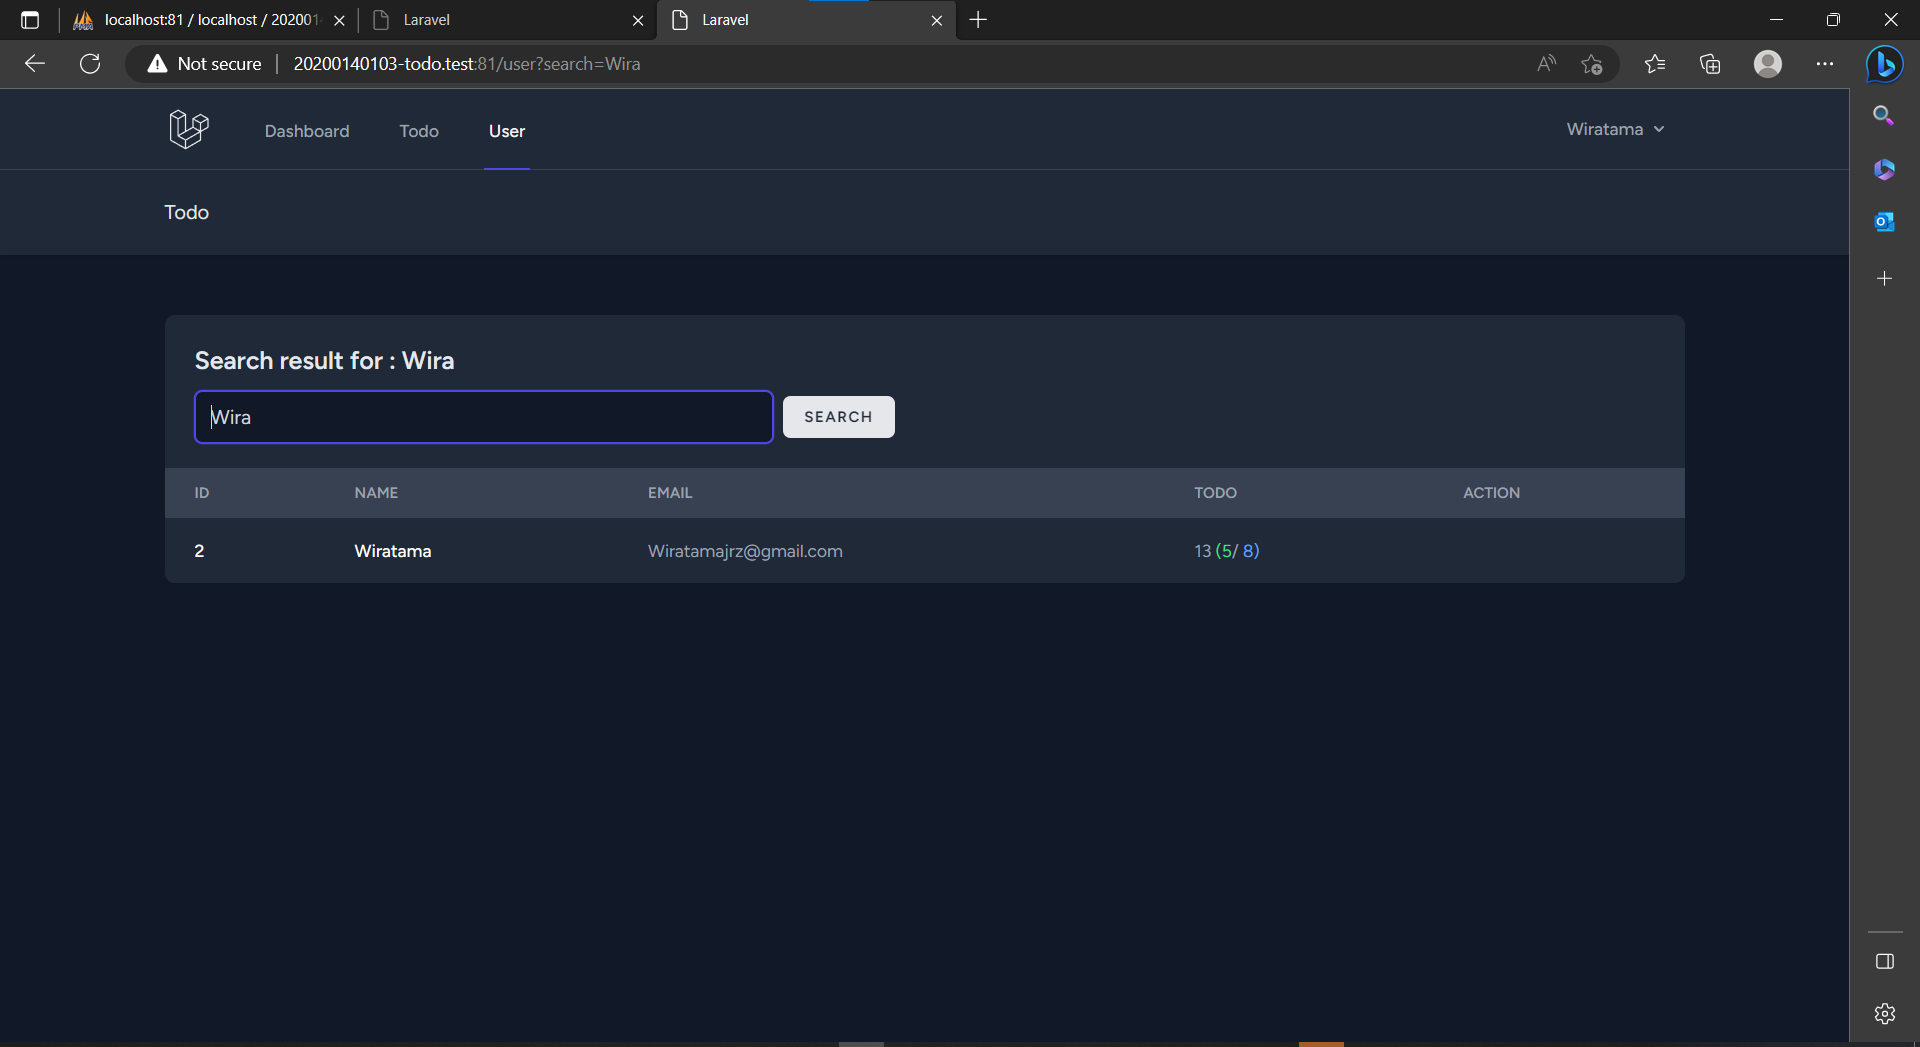 localhost:81 / localhost / 202001
Laravel
Laravel
Not secure
20200140103-todo.test:81/user?search=Wira
Dashboard
Todo
User
Wiratama
Todo
Search result for : Wira
Wira
SEARCH
ID NAME EMAIL TODO ACTION
2 Wiratama Wiratamajrz@gmail.com 13 (5/ 8)